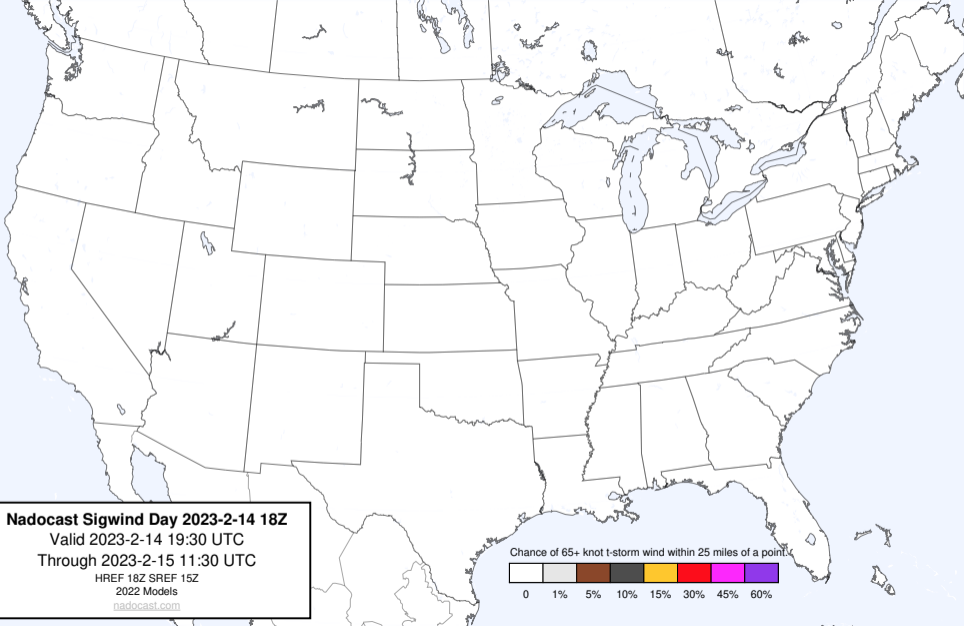 Nadocast Sigwind Day 2023-2-14 18Z
Valid 2023-2-14 19:30 UTC
Through 2023-2-15 11:30 UTC
HREF 18Z SREF 15Z
2022 Models
nadocast.com
Chance of 65+ knot t-storm wind within 25 miles of a point.
0 1% 5% 10% 15% 30% 45% 60%